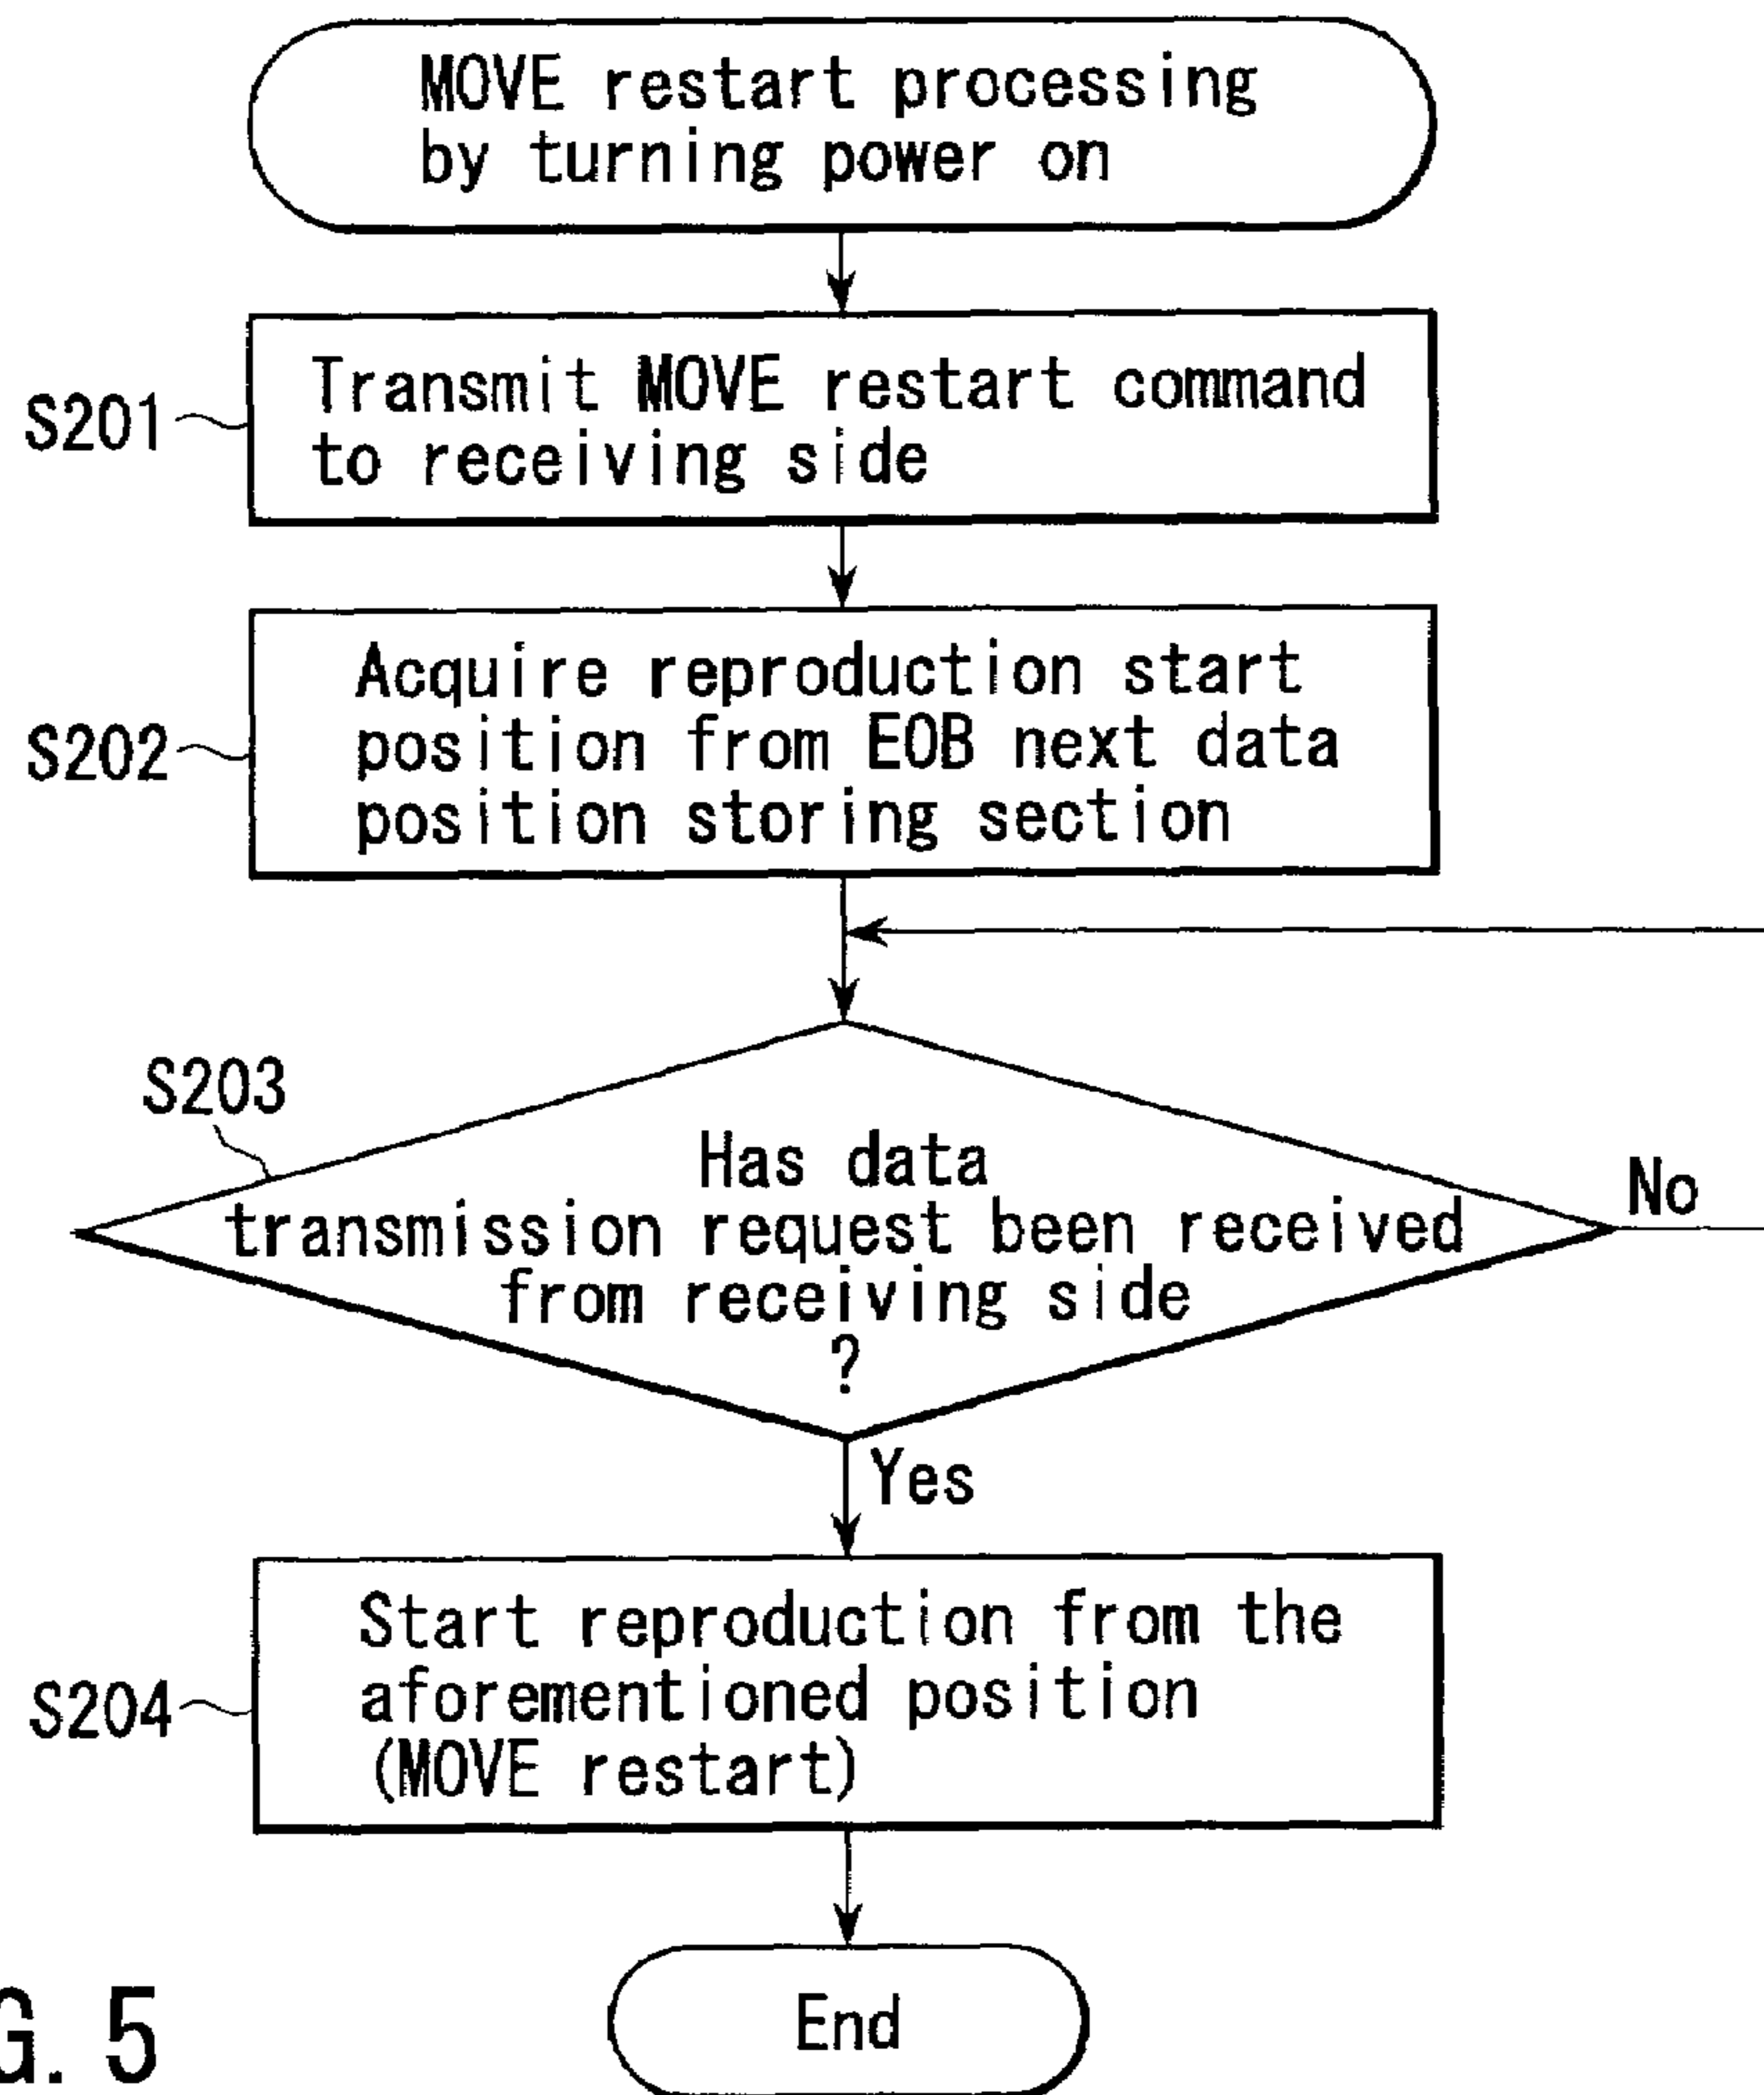 MOVE restart processing
by turning power on
S201
Transmit MOVE restart command
to receiving side
S202
Acquire reproduction start
position from EOB next data
position storing section
S203
Has data
transmission request been received
from receiving side
?
No
Yes
S204
Start reproduction from the
aforementioned position
(MOVE restart)
End
G. 5